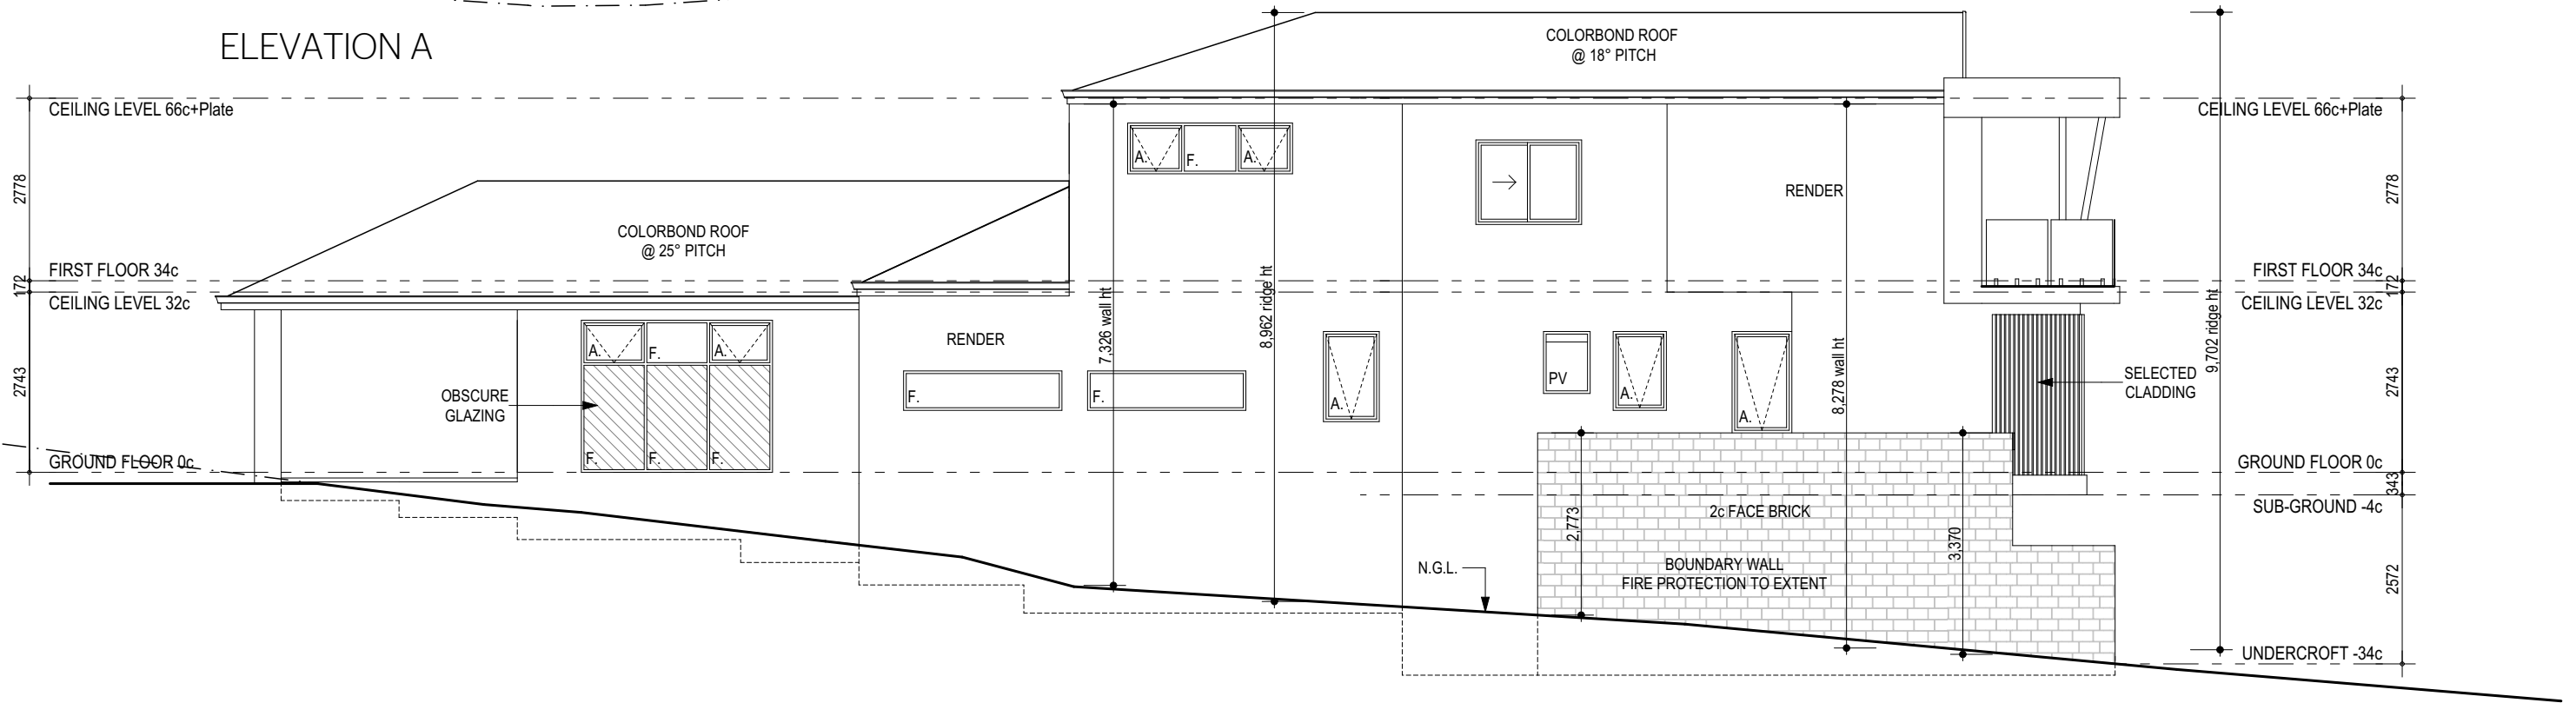 ELEVATION A
COLORBOND ROOF
@ 18° PITCH
CEILING LEVEL 66c+Plate
CEILING LEVEL 66c+Plate
A.
F.
A.
2778
RENDER
2778
COLORBOND ROOF
@ 25° PITCH
FIRST FLOOR 34c
FIRST FLOOR 34c
172
172
CEILING LEVEL 32c
CEILING LEVEL 32c
7,326 wall ht
8,962 ridge ht
8,278 wall ht
9,702 ridge ht
A.
F.
A.
RENDER
2743
OBSCURE
GLAZING
F.
F.
A.
PV
A.
A.
SELECTED
CLADDING
2743
F.
F.
F.
GROUND FLOOR 0c
GROUND FLOOR 0c
343
SUB-GROUND -4c
2,773
2c FACE BRICK
3,370
N.G.L.
BOUNDARY WALL
FIRE PROTECTION TO EXTENT
2572
UNDERCROFT -34c